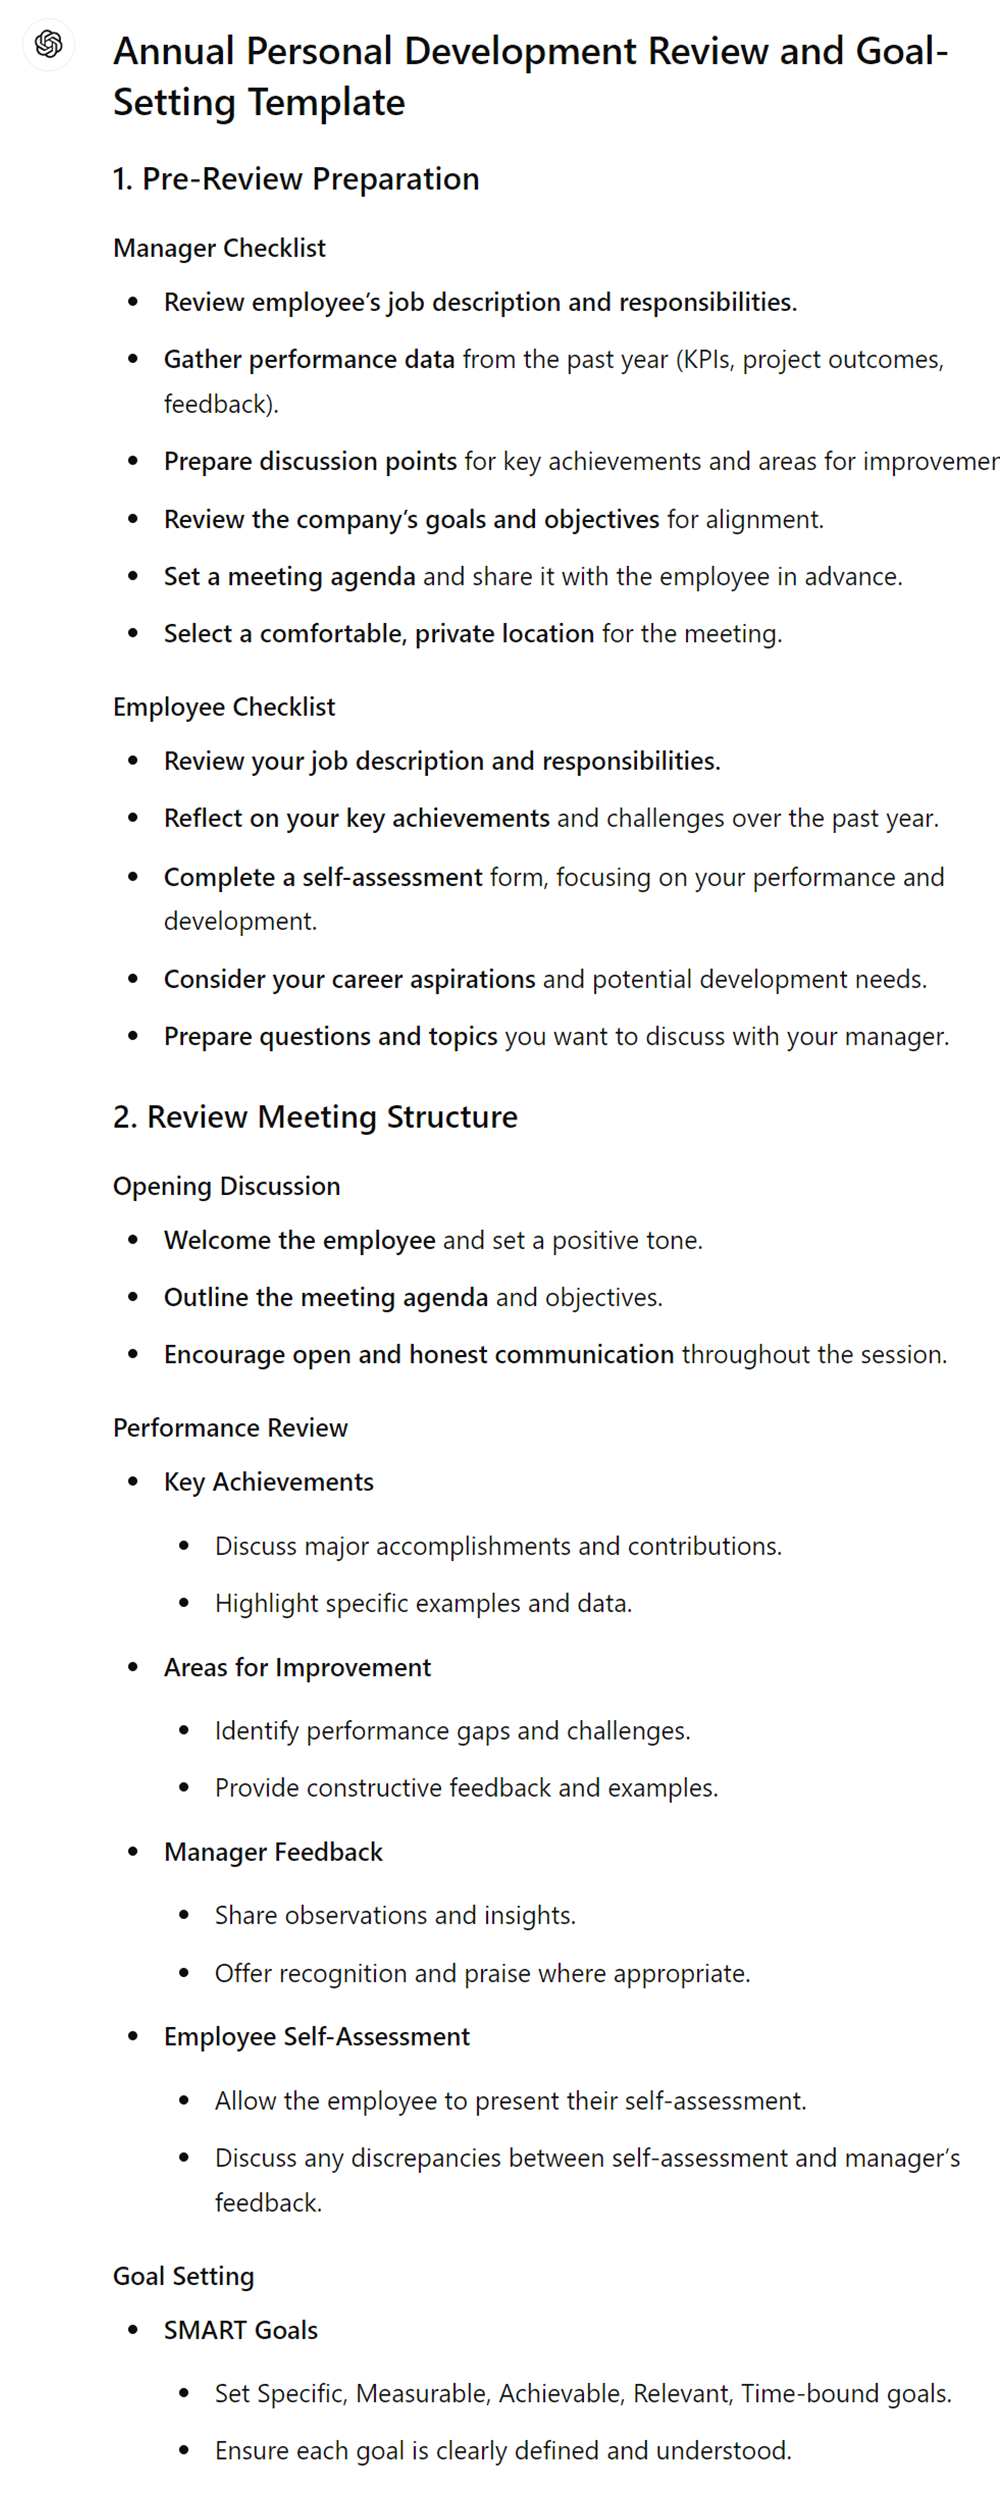 Annual Personal Development Review and Goal-
Setting Template
1. Pre-Review Preparation
Manager Checklist
• Review employee’s job description and responsibilities.
• Gather performance data from the past year (KPIs, project outcomes,
feedback).
• Prepare discussion points for key achievements and areas for
• Review the company’s goals and objectives for alignment.
• Set a meeting agenda and share it with the employee in advance.
• Select a comfortable, private location for the meeting.
Employee Checklist
• Review your job description and responsibilities.
• Reflect on your key achievements and challenges over the past year.
• Complete a self-assessment form, focusing on your performance and
development.
• Consider your career aspirations and potential development needs.
• Prepare questions and topics you want to discuss with your manager.
2. Review Meeting Structure
Opening Discussion
• Welcome the employee and set a positive tone.
• Outline the meeting agenda and objectives.
• Encourage open and honest communication throughout the session.
Performance Review
• Key Achievements
• Discuss major accomplishments and contributions.
• Highlight specific examples and data.
• Areas for Improvement
• Identify performance gaps and challenges.
• Provide constructive feedback and examples.
• Manager Feedback
• Share observations and insights.
• Offer recognition and praise where appropriate.
• Employee Self-Assessment
• Allow the employee to present their self-assessment.
• Discuss any discrepancies between self-assessment and manager’s
feedback.
Goal Setting
• SMART Goals
• Set Specific, Measurable, Achievable, Relevant, Time-bound goals.
• Ensure each goal is clearly defined and understood.